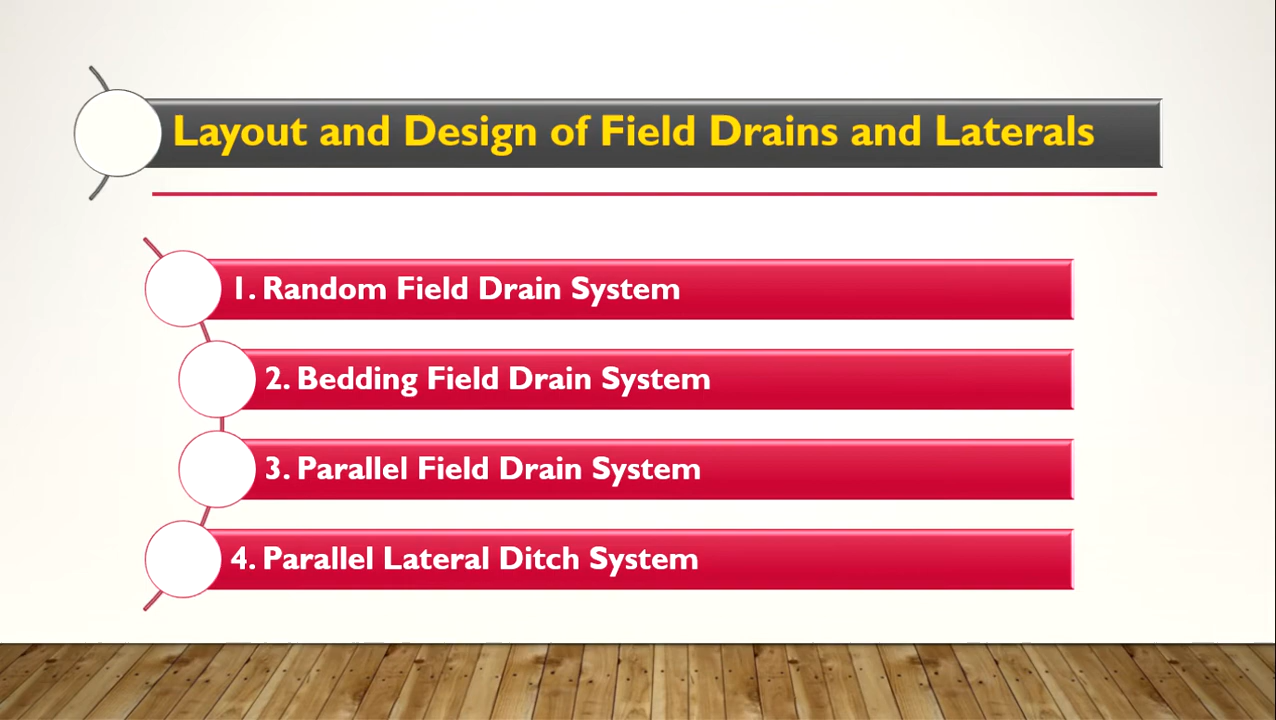 Layout and Design of Field Drains and Laterals
1. Random Field Drain System
2. Bedding Field Drain System
3. Parallel Field Drain System
4. Parallel Lateral Ditch System